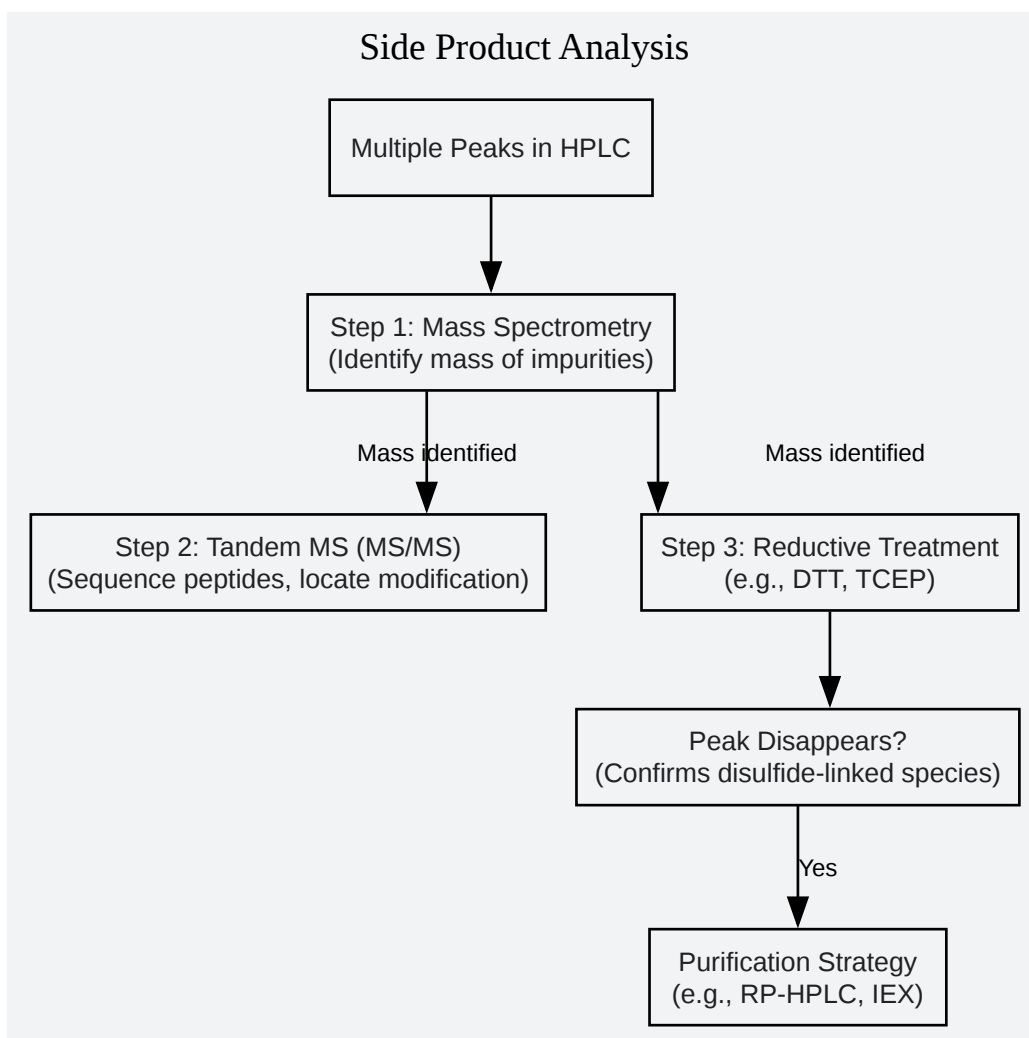 Side Product Analysis
Multiple Peaks in HPLC
Step 1: Mass Spectrometry
(Identify mass of impurities)
Mass identified
Mass identified
Step 2: Tandem MS (MS/MS)
(Sequence peptides, locate modification)
Step 3: Reductive Treatment
(e.g., DTT, TCEP)
Peak Disappears?
(Confirms disulfide-linked species)
Yes
Purification Strategy
(e.g., RP-HPLC, IEX)